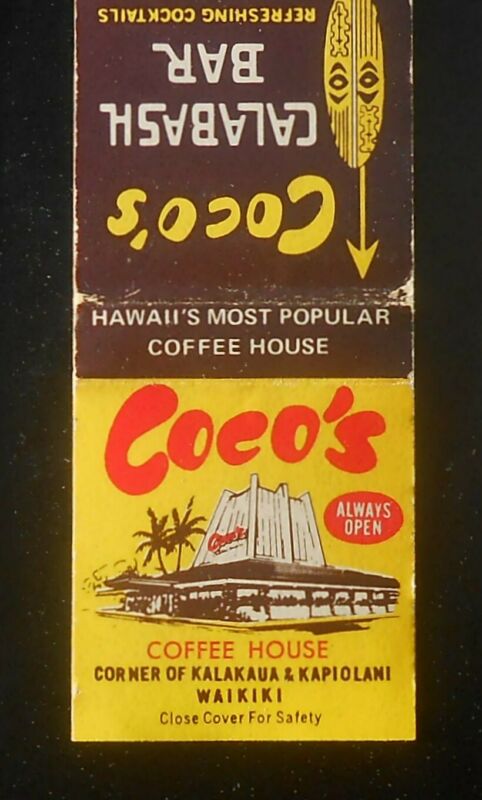 Coco's
CALABASH
BAR
REFRESHING COCKTAILS
HAWAII'S MOST POPULAR
COFFEE HOUSE
Coco's
ALWAYS
OPEN
Coco's
COFFEE HOUSE
CORNER OF KALAKAUA & KAPIOLANI
WAIKIKI
Close Cover For Safety